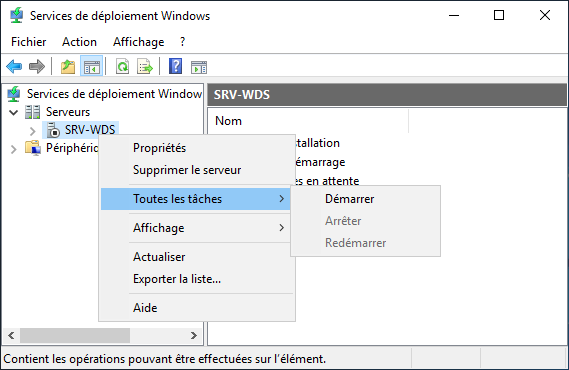 Services de déploiement Windows
Fichier Action Affichage ?
Services de déploiement Window
Serveurs
SRV-WDS
Périphéric
SRV-WDS
Nom
stallation
émarrage
es en attente
Propriétés
Supprimer le serveur
Toutes les tâches
Affichage
Actualiser
Exporter la liste...
Aide
Démarrer
Arrêter
Redémarrer
Contient les opérations pouvant être effectuées sur l'élément.